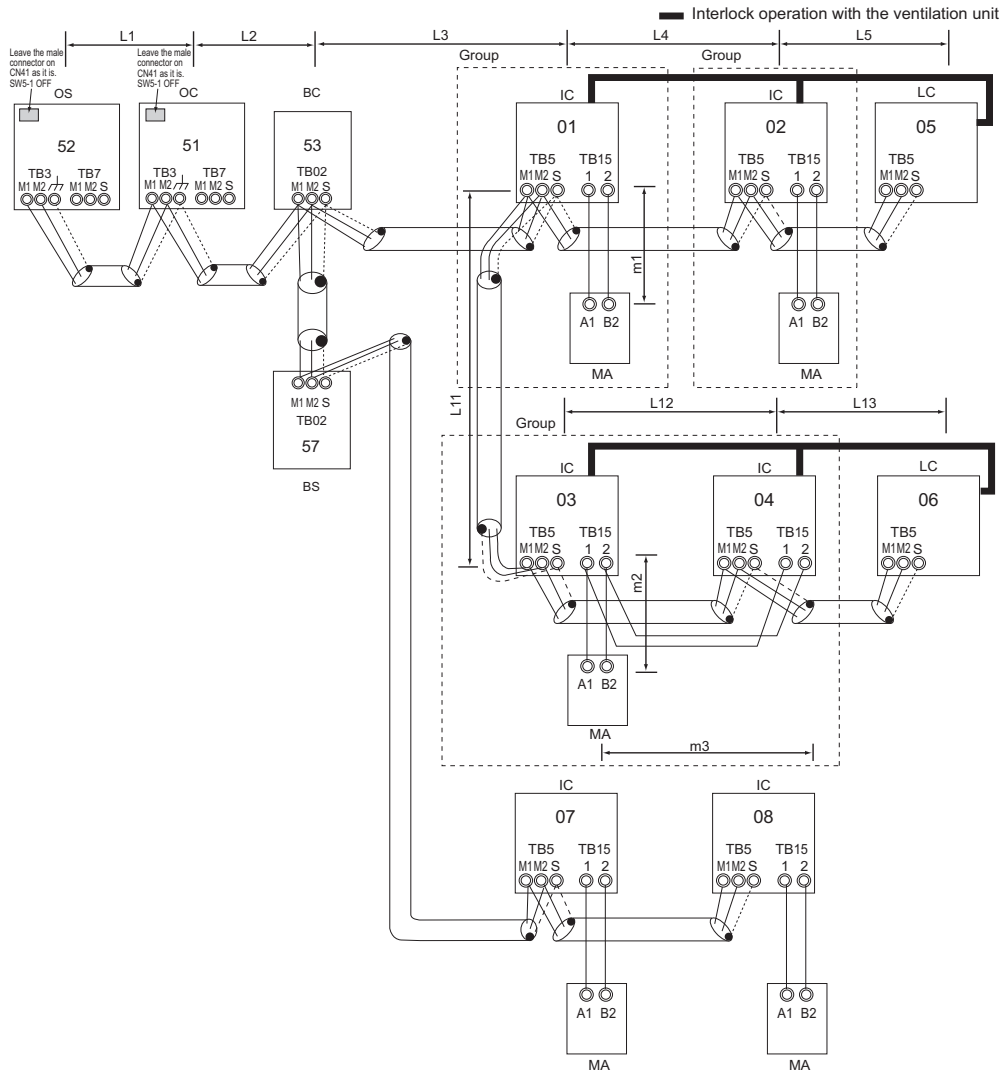 Interlock operation with the ventilation unit
L1 L2 L3 L4 L5
Leave the male
connector on
CN41 as it is.
SW5-1 OFF
Leave the male
connector on
CN41 as it is.
SW5-1 OFF
Group Group
OS OC BC IC IC LC
52 51 53 01 02 05
TB3 TB7 TB3 TB7 TB02 TB5 TB15 TB5 TB15 TB5
M1 M2 M1 M2 S M1 M2 M1 M2 S M1 M2 S M1 M2 S 1 2 M1 M2 S 1 2 M1 M2 S
m1
A1 B2 A1 B2
MA MA
M1 M2 S
TB02
57
BS
L11
L12 L13
Group
IC IC LC
03 04 06
TB5 TB15 TB5 TB15 TB5
M1 M2 S 1 2 M1 M2 S 1 2 M1 M2 S
m2
A1 B2
MA
m3
IC IC
07 08
TB5 TB15 TB5 TB15
M1 M2 S 1 2 M1 M2 S 1 2
A1 B2 A1 B2
MA MA